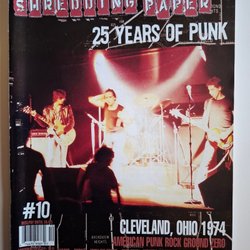 SHREDDING PAPER
25 YEARS OF PUNK
#10
CLEVELAND, OHIO 1974
AMERICAN PUNK ROCK GROUND ZERO